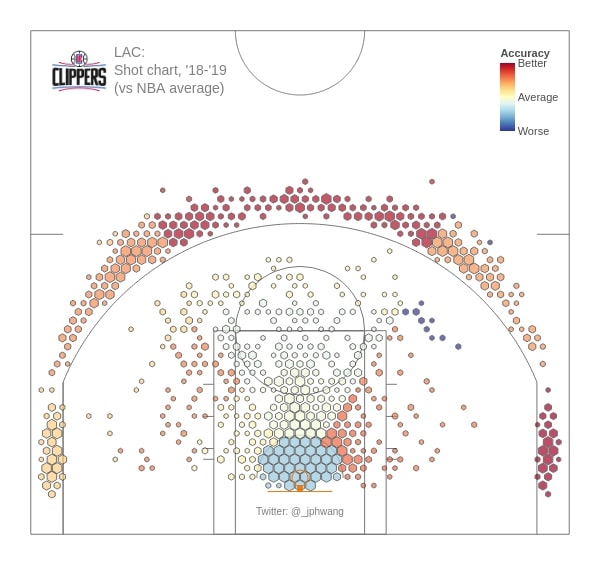 CLIPPERS
LAC:
Shot chart, '18-'19
(vs NBA average)
Accuracy
Better
Average
Worse
Twitter: @_jphwang